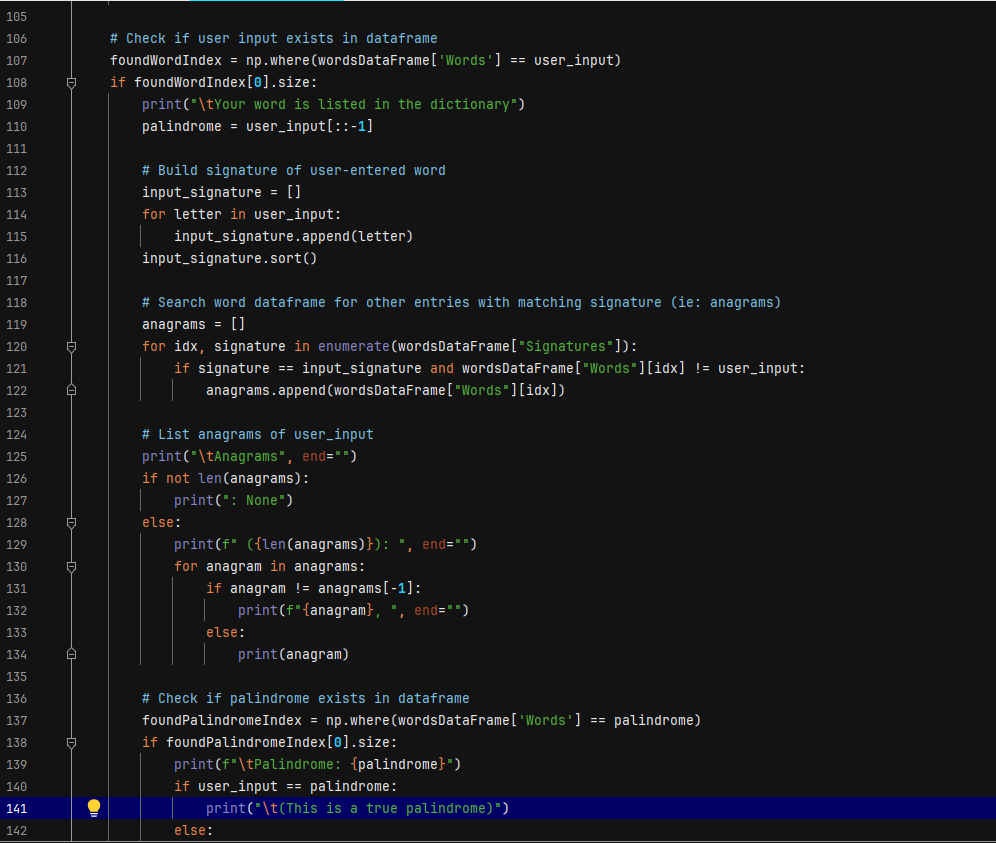 105
106 # Check if user input exists in dataframe
107 foundWordIndex = np.where(wordsDataFrame['Words'] == user_input)
108 if foundWordIndex[0].size:
109     print("\tYour word is listed in the dictionary")
110     palindrome = user_input[::-1]
111
112     # Build signature of user-entered word
113     input_signature = []
114     for letter in user_input:
115         input_signature.append(letter)
116     input_signature.sort()
117
118     # Search word dataframe for other entries with matching signature (ie: anagrams)
119     anagrams = []
120     for idx, signature in enumerate(wordsDataFrame["Signatures"]):
121         if signature == input_signature and wordsDataFrame["Words"][idx] != user_input:
122             anagrams.append(wordsDataFrame["Words"][idx])
123
124     # List anagrams of user_input
125     print("\tAnagrams", end="")
126     if not len(anagrams):
127         print(": None")
128     else:
129         print(f" ({len(anagrams)}): ", end="")
130         for anagram in anagrams:
131             if anagram != anagrams[-1]:
132                 print(f"{anagram}, ", end="")
133             else:
134                 print(anagram)
135
136     # Check if palindrome exists in dataframe
137     foundPalindromeIndex = np.where(wordsDataFrame['Words'] == palindrome)
138     if foundPalindromeIndex[0].size:
139         print(f"\tPalindrome: {palindrome}")
140         if user_input == palindrome:
141             print("\t(This is a true palindrome)")
142         else: